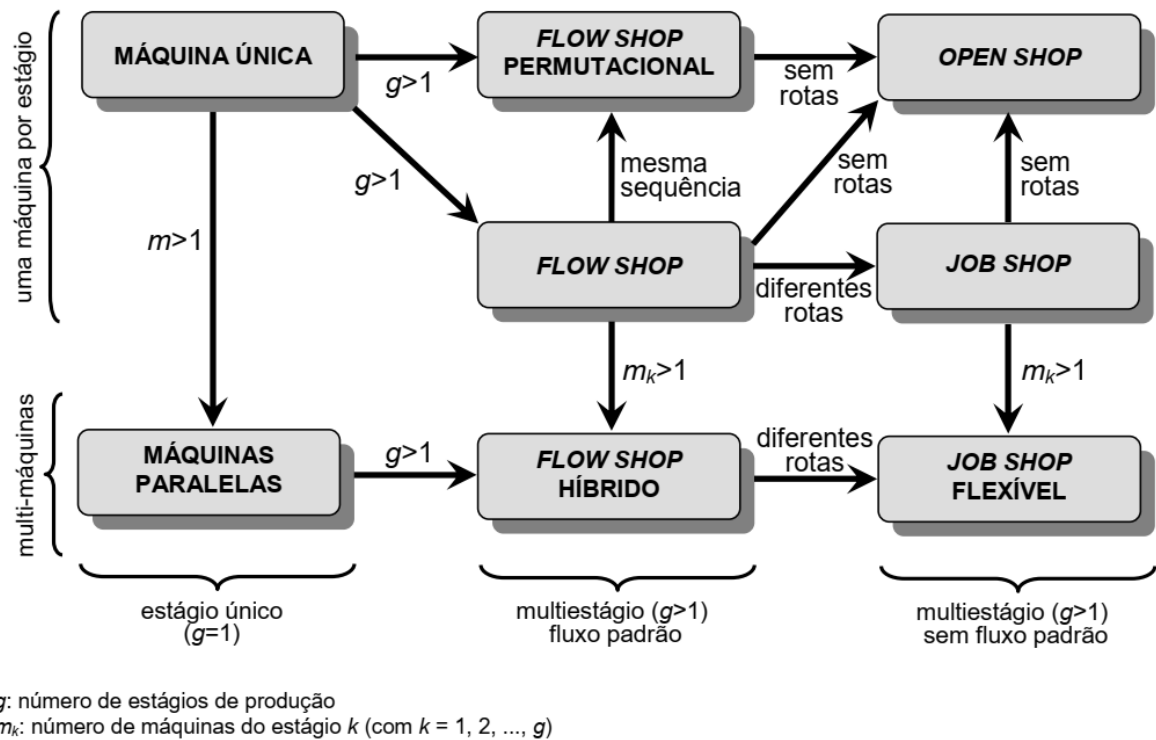 uma máquina por estágio
MÁQUINA ÚNICA
g>1
FLOW SHOP
PERMUTACIONAL
sem
rotas
OPEN SHOP
g>1
mesma
sequência
sem
rotas
sem
rotas
m>1
FLOW SHOP
diferentes
rotas
JOB SHOP
mk>1
mk>1
multi-máquinas
MÁQUINAS
PARALELAS
g>1
FLOW SHOP
HÍBRIDO
diferentes
rotas
JOB SHOP
FLEXÍVEL
estágio único
(g=1)
multiestágio (g>1)
fluxo padrão
multiestágio (g>1)
sem fluxo padrão
g: número de estágios de produção
mk: número de máquinas do estágio k (com k = 1, 2, ..., g)